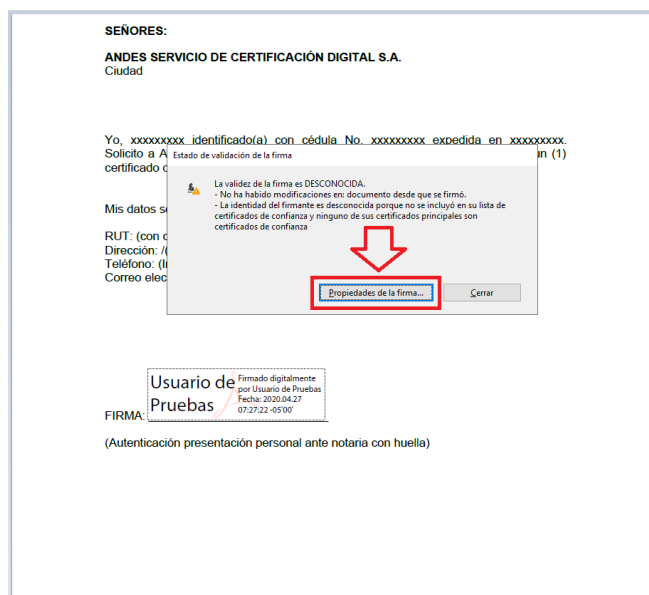 SEÑORES:
ANDES SERVICIO DE CERTIFICACIÓN DIGITAL S.A.
Ciudad
Yo, xxxxxxxxx identificado(a) con cédula No. xxxxxxxxx expedida en xxxxxxxxx.
Solicito a A un (1)
certificado
Estado de validación de la firma
La validez de la firma es DESCONOCIDA.
- No ha habido modificaciones en: documento desde que se firmó.
- La identidad del firmante es desconocida porque no se incluyó en su lista de
certificados de confianza y ninguno de sus certificados principales son
certificados de confianza
Mis datos s
RUT: (con
Dirección: /(
Teléfono: (I
Correo elec
Propiedades de la firma... Cerrar
Usuario de
Pruebas
Firmado digitalmente
por Usuario de Pruebas
Fecha: 2020.04.27
07:27:22 -05'00'
FIRMA:
(Autenticación presentación personal ante notaria con huella)